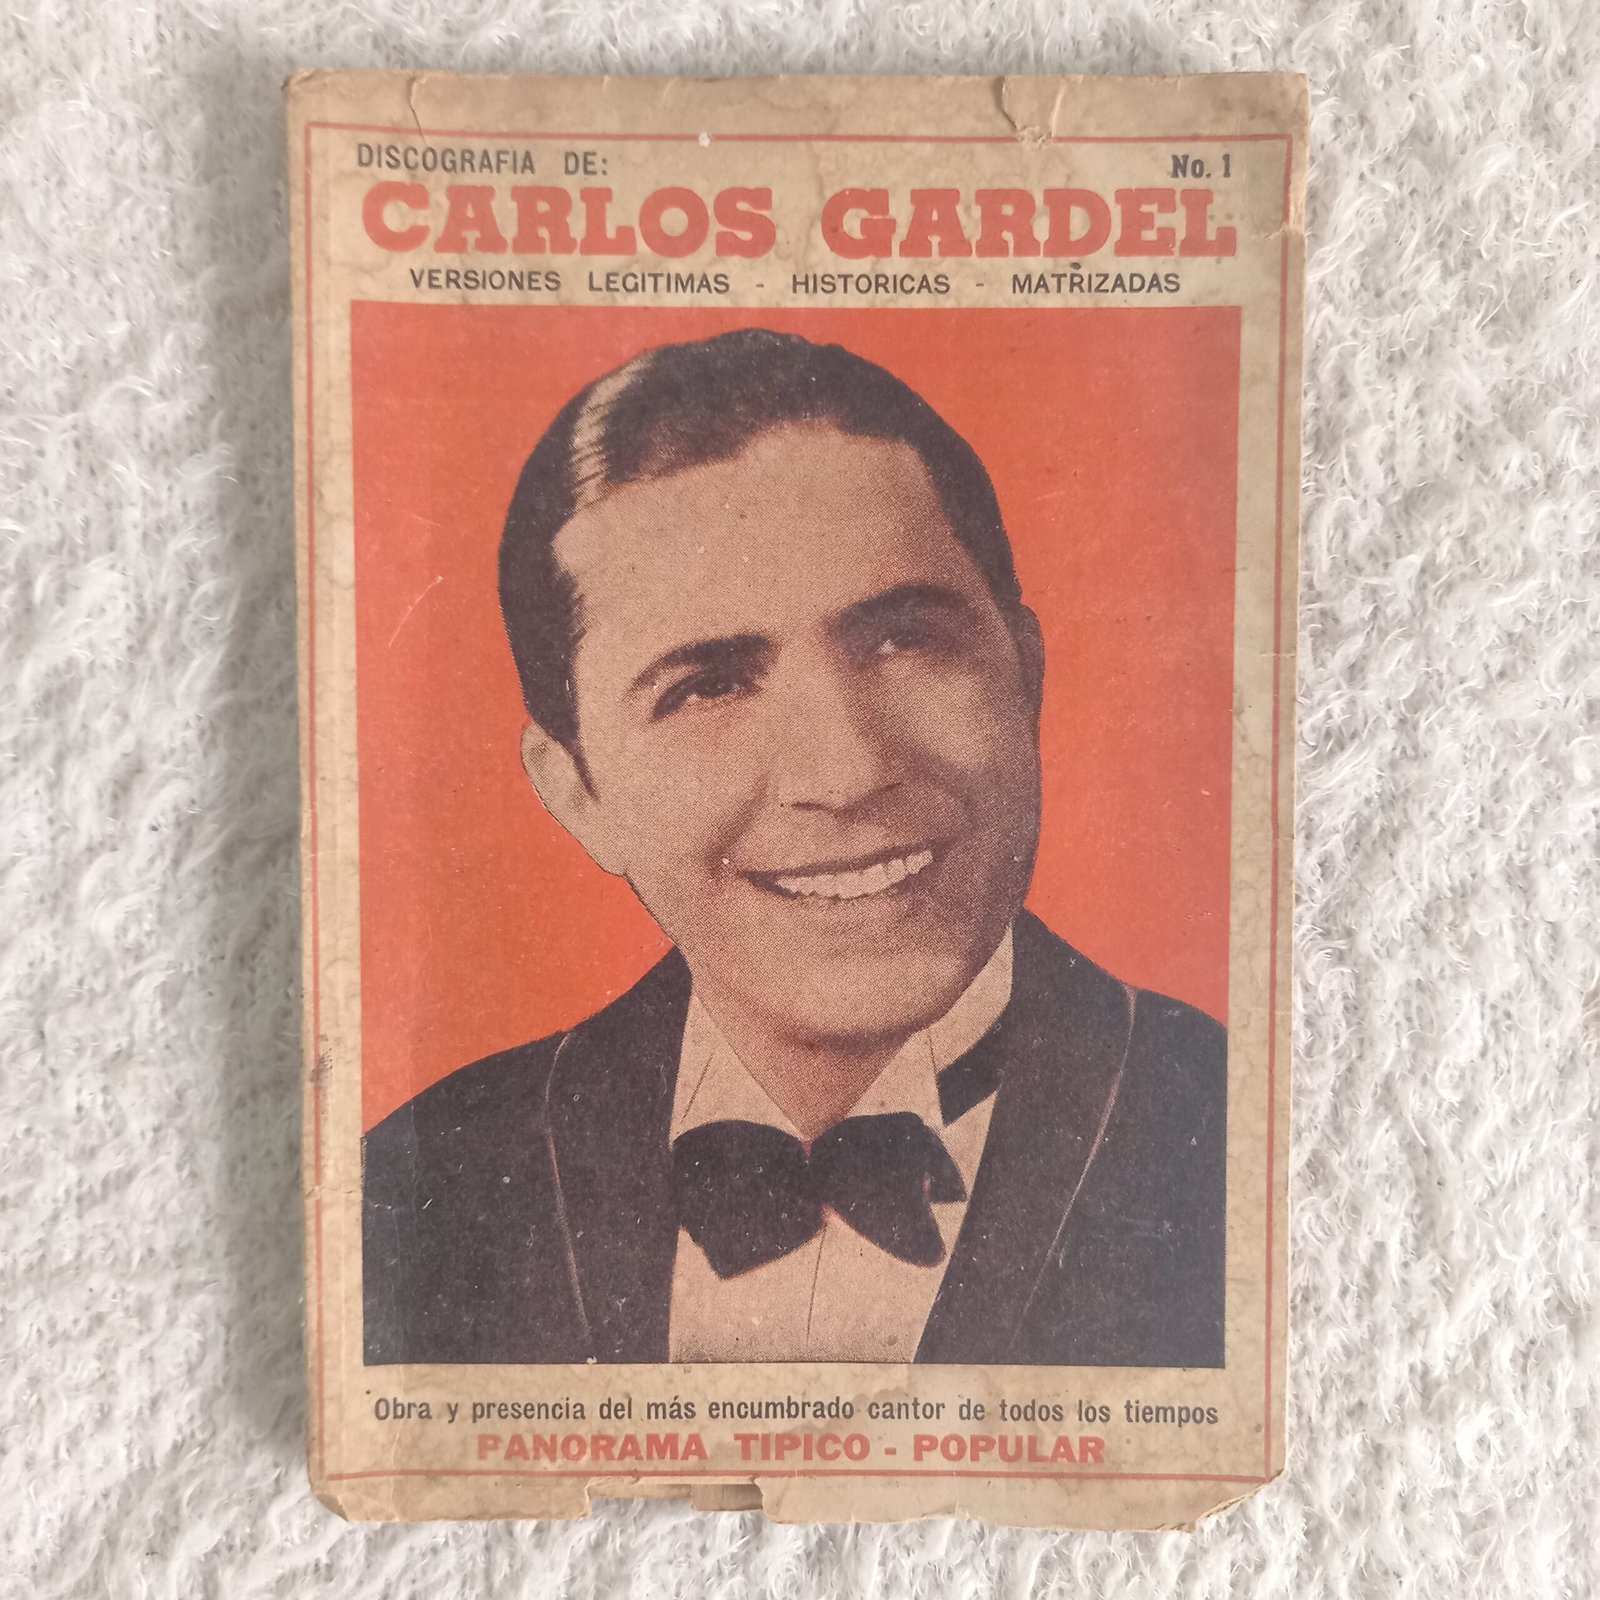 DISCOGRAFIA DE:
No. 1
CARLOS GARDEL
VERSIONES LEGITIMAS - HISTORICAS - MATRIZADAS
Obra y presencia del más encumbrado cantor de todos los tiempos
PANORAMA TIPICO - POPULAR